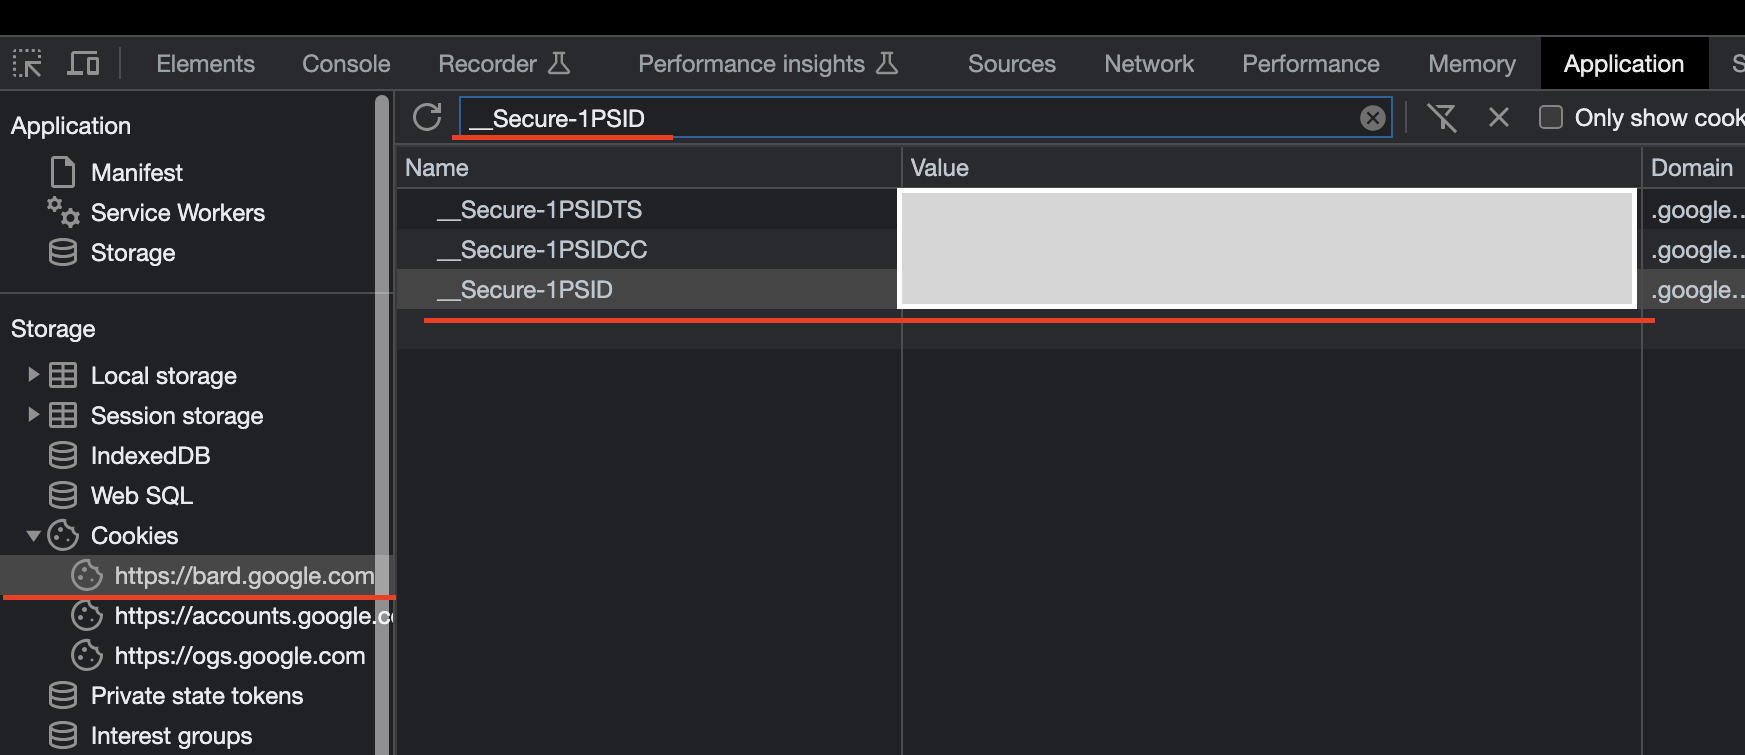 Elements Console Recorder Performance insights Sources Network Performance Memory Application S
Application
Manifest
Service Workers
Storage
Storage
Local storage
Session storage
IndexedDB
Web SQL
Cookies
https://bard.google.com
https://accounts.google.co
https://ogs.google.com
Private state tokens
Interest groups
__Secure-1PSID
Only show cook
Name Value Domain
__Secure-1PSIDTS .google...
__Secure-1PSIDCC .google...
__Secure-1PSID .google...